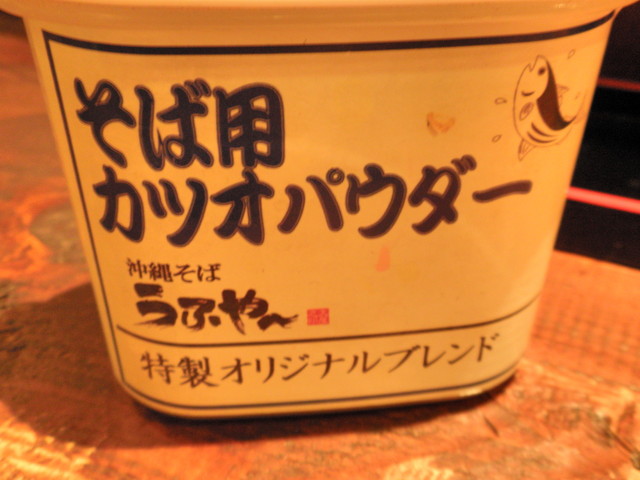 そば用
カツオパウダー
沖縄そば
うふやー
特製オリジナルブレンド